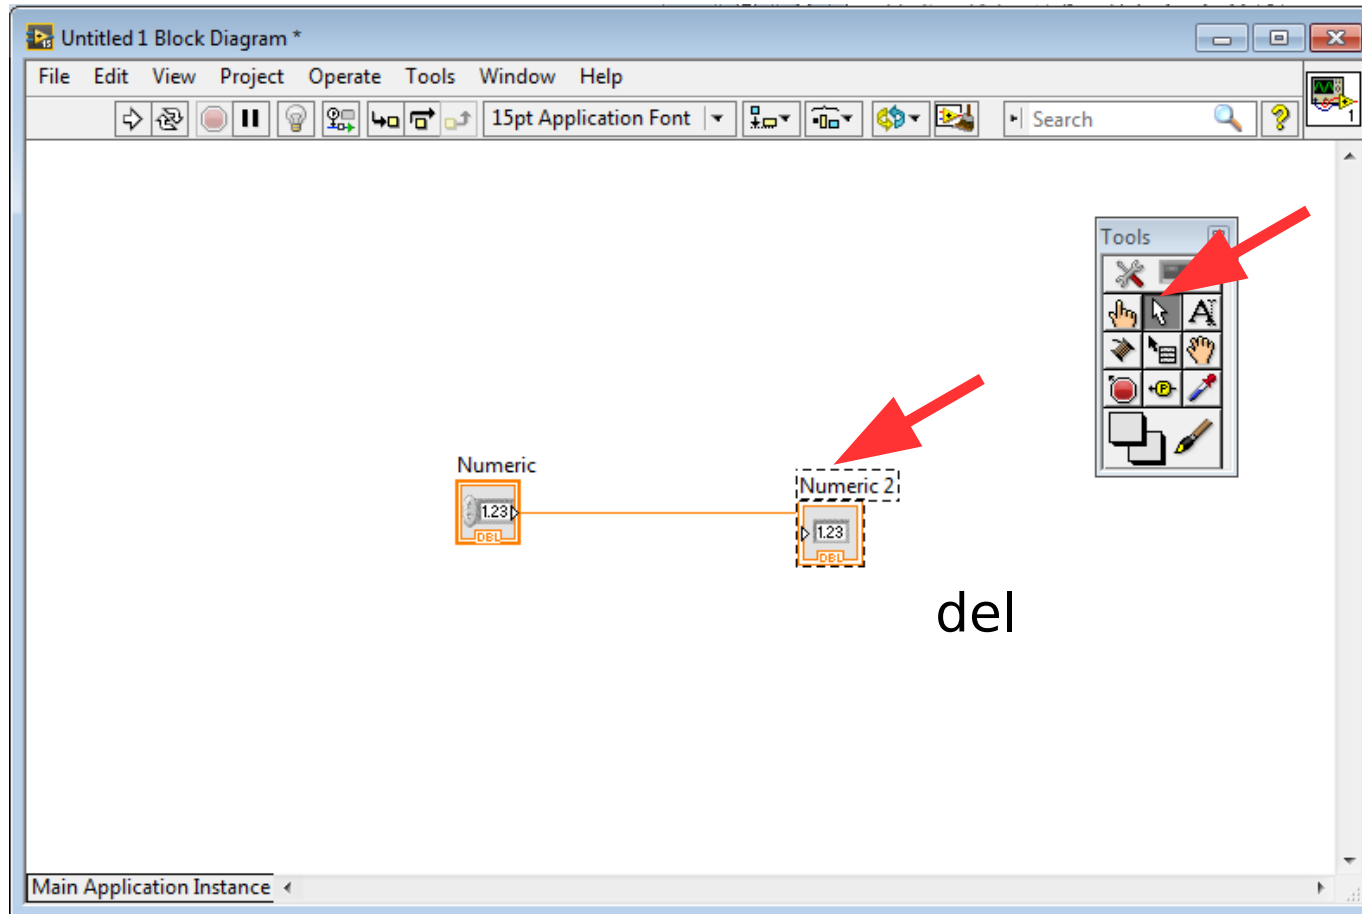 Untitled 1 Block Diagram *
File Edit View Project Operate Tools Window Help
15pt Application Font
Search
?
1
Tools
Numeric
1.23
DBL
Numeric 2
1.23
DBL
del
Main Application Instance